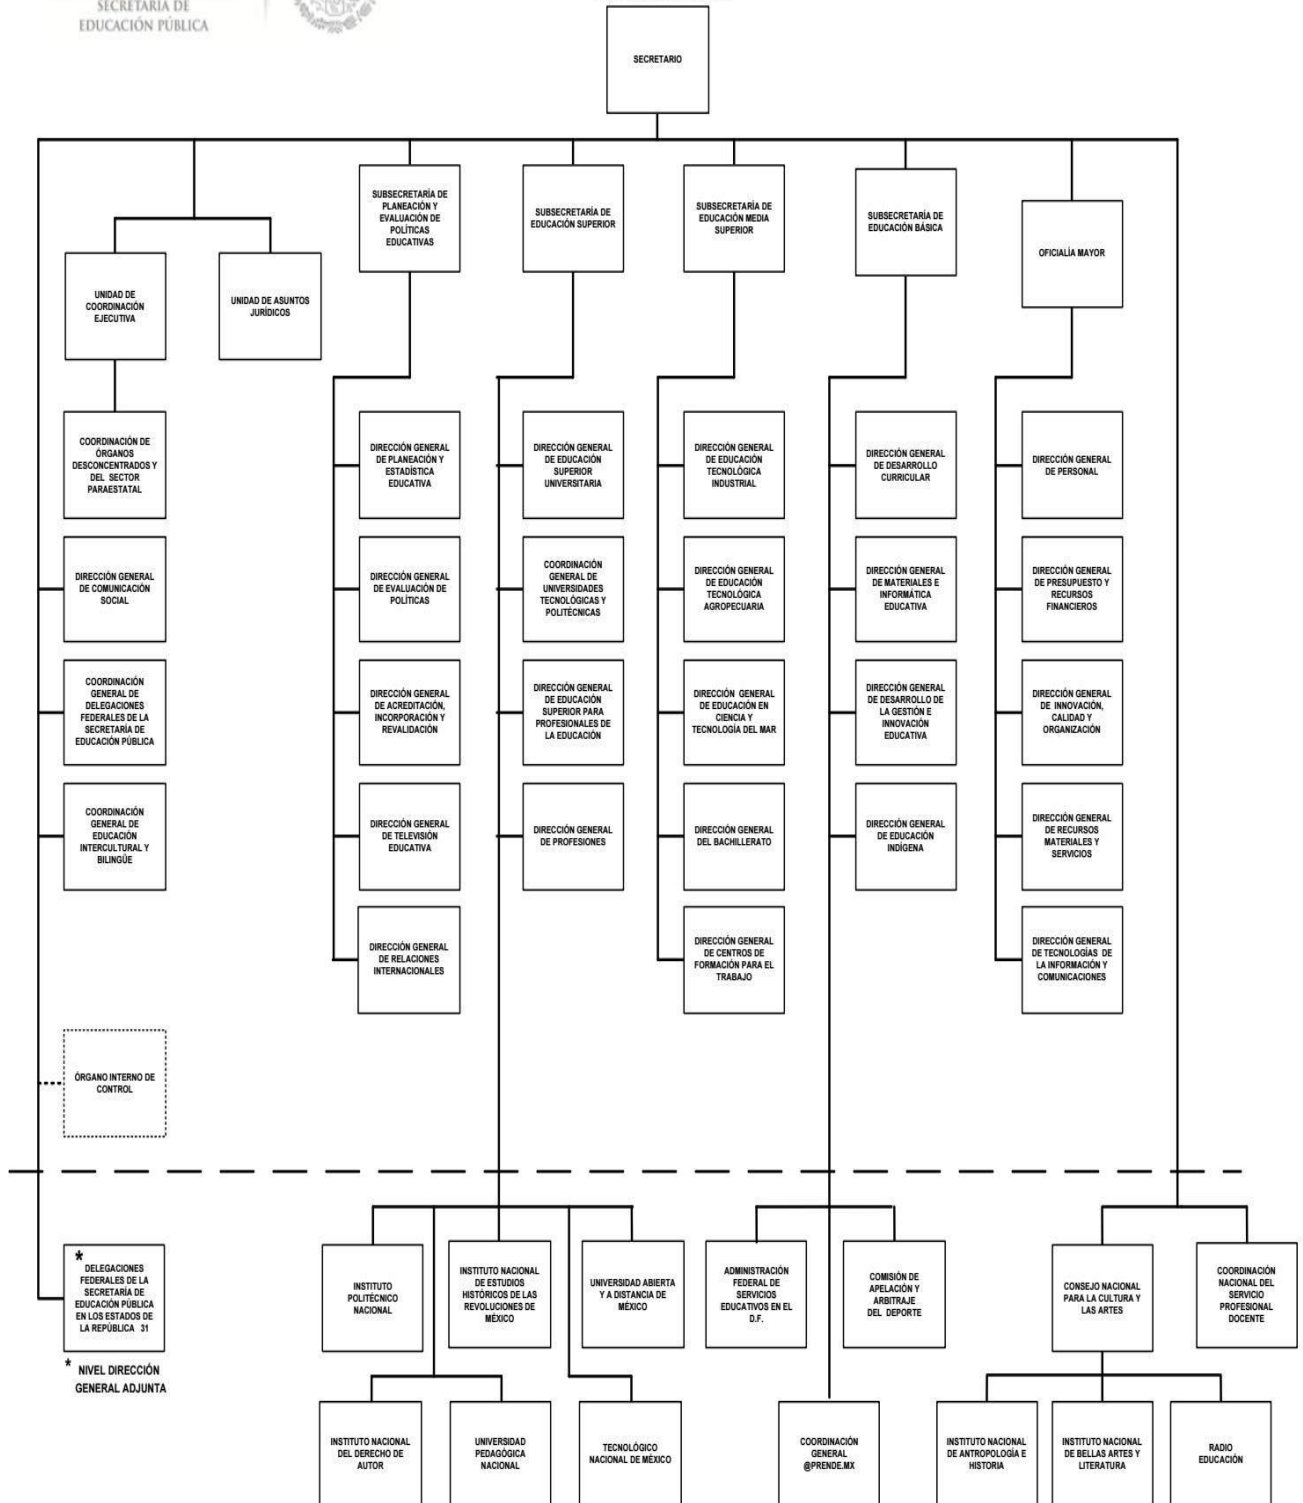 SECRETARÍA DE
EDUCACIÓN PÚBLICA
SECRETARIO
SUBSECRETARÍA DE
PLANEACIÓN Y
EVALUACIÓN DE
POLÍTICAS
EDUCATIVAS
SUBSECRETARÍA DE
EDUCACIÓN SUPERIOR
SUBSECRETARÍA DE
EDUCACIÓN MEDIA
SUPERIOR
SUBSECRETARÍA DE
EDUCACIÓN BÁSICA
OFICIALÍA MAYOR
UNIDAD DE
COORDINACIÓN
EJECUTIVA
UNIDAD DE ASUNTOS
JURÍDICOS
COORDINACIÓN DE
ÓRGANOS
DESCONCENTRADOS Y
DEL SECTOR
PARAESTATAL
DIRECCIÓN GENERAL
DE PLANEACIÓN Y
ESTADÍSTICA
EDUCATIVA
DIRECCIÓN GENERAL
DE EDUCACIÓN
SUPERIOR
UNIVERSITARIA
DIRECCIÓN GENERAL
DE EDUCACIÓN
TECNOLÓGICA
INDUSTRIAL
DIRECCIÓN GENERAL
DE DESARROLLO
CURRICULAR
DIRECCIÓN GENERAL
DE PERSONAL
DIRECCIÓN GENERAL
DE COMUNICACIÓN
SOCIAL
DIRECCIÓN GENERAL
DE EVALUACIÓN DE
POLÍTICAS
COORDINACIÓN
GENERAL DE
UNIVERSIDADES
TECNOLÓGICAS Y
POLITÉCNICAS
DIRECCIÓN GENERAL
DE EDUCACIÓN
TECNOLÓGICA
AGROPECUARIA
DIRECCIÓN GENERAL
DE MATERIALES E
INFORMÁTICA
EDUCATIVA
DIRECCIÓN GENERAL
DE PRESUPUESTO Y
RECURSOS
FINANCIEROS
COORDINACIÓN
GENERAL DE
DELEGACIONES
FEDERALES DE LA
SECRETARÍA DE
EDUCACIÓN PÚBLICA
DIRECCIÓN GENERAL
DE ACREDITACIÓN,
INCORPORACIÓN Y
REVALIDACIÓN
DIRECCIÓN GENERAL
DE EDUCACIÓN
SUPERIOR PARA
PROFESIONALES DE
LA EDUCACIÓN
DIRECCIÓN GENERAL
DE EDUCACIÓN EN
CIENCIA Y
TECNOLOGÍA DEL MAR
DIRECCIÓN GENERAL
DE DESARROLLO DE
LA GESTIÓN E
INNOVACIÓN
EDUCATIVA
DIRECCIÓN GENERAL
DE INNOVACIÓN,
CALIDAD Y
ORGANIZACIÓN
COORDINACIÓN
GENERAL DE
EDUCACIÓN
INTERCULTURAL Y
BILINGÜE
DIRECCIÓN GENERAL
DE TELEVISIÓN
EDUCATIVA
DIRECCIÓN GENERAL
DE PROFESIONES
DIRECCIÓN GENERAL
DEL BACHILLERATO
DIRECCIÓN GENERAL
DE EDUCACIÓN
INDÍGENA
DIRECCIÓN GENERAL
DE RECURSOS
MATERIALES Y
SERVICIOS
DIRECCIÓN GENERAL
DE RELACIONES
INTERNACIONALES
DIRECCIÓN GENERAL
DE CENTROS DE
FORMACIÓN PARA EL
TRABAJO
DIRECCIÓN GENERAL
DE TECNOLOGÍAS DE
LA INFORMACIÓN Y
COMUNICACIONES
ÓRGANO INTERNO DE
CONTROL
*
DELEGACIONES
FEDERALES DE LA
SECRETARÍA DE
EDUCACIÓN PÚBLICA
EN LOS ESTADOS DE
LA REPÚBLICA 31
* NIVEL DIRECCIÓN
GENERAL ADJUNTA
INSTITUTO
POLITÉCNICO
NACIONAL
INSTITUTO NACIONAL
DE ESTUDIOS
HISTÓRICOS DE LAS
REVOLUCIONES DE
MÉXICO
UNIVERSIDAD ABIERTA
Y A DISTANCIA DE
MÉXICO
ADMINISTRACIÓN
FEDERAL DE
SERVICIOS
EDUCATIVOS EN EL
D.F.
COMISIÓN DE
APELACIÓN Y
ARBITRAJE
DEL DEPORTE
CONSEJO NACIONAL
PARA LA CULTURA Y
LAS ARTES
COORDINACIÓN
NACIONAL DEL
SERVICIO
PROFESIONAL
DOCENTE
INSTITUTO NACIONAL
DEL DERECHO DE
AUTOR
UNIVERSIDAD
PEDAGÓGICA
NACIONAL
TECNOLÓGICO
NACIONAL DE MÉXICO
COORDINACIÓN
GENERAL
@PRENDE.MX
INSTITUTO NACIONAL
DE ANTROPOLOGÍA E
HISTORIA
INSTITUTO NACIONAL
DE BELLAS ARTES Y
LITERATURA
RADIO
EDUCACIÓN